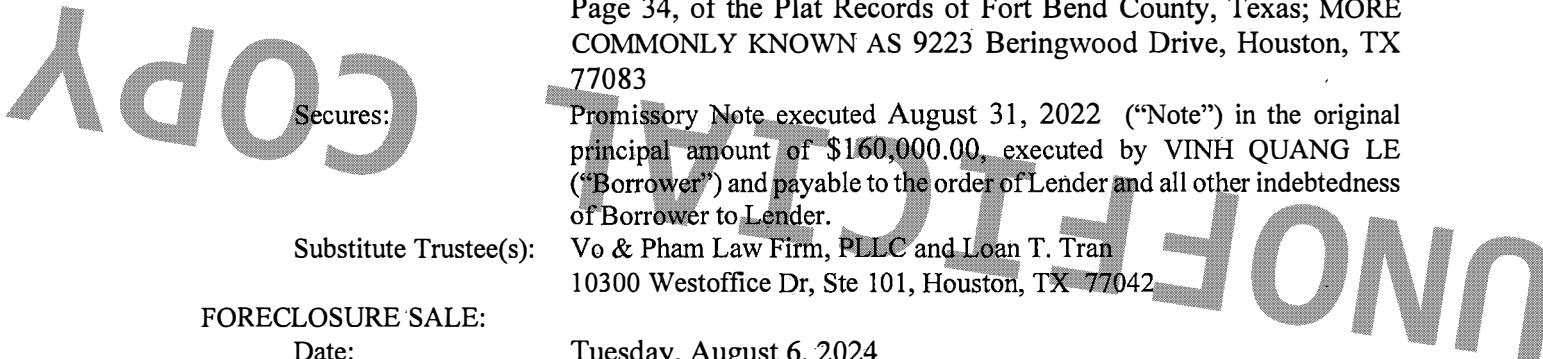 Page 34, of the Plat Records of Fort Bend County, Texas; MORE
COMMONLY KNOWN AS 9223 Beringwood Drive, Houston, TX
77083
Secures: Promissory Note executed August 31, 2022 ("Note") in the original
principal amount of $160,000.00, executed by VINH QUANG LE
("Borrower") and payable to the order of Lender and all other indebtedness
of Borrower to Lender.
Substitute Trustee(s): Vo & Pham Law Firm, PLLC and Loan T. Tran
10300 Westoffice Dr, Ste 101, Houston, TX 77042
FORECLOSURE SALE:
Date: Tuesday, August 6, 2024
UNOFFICIAL COPY